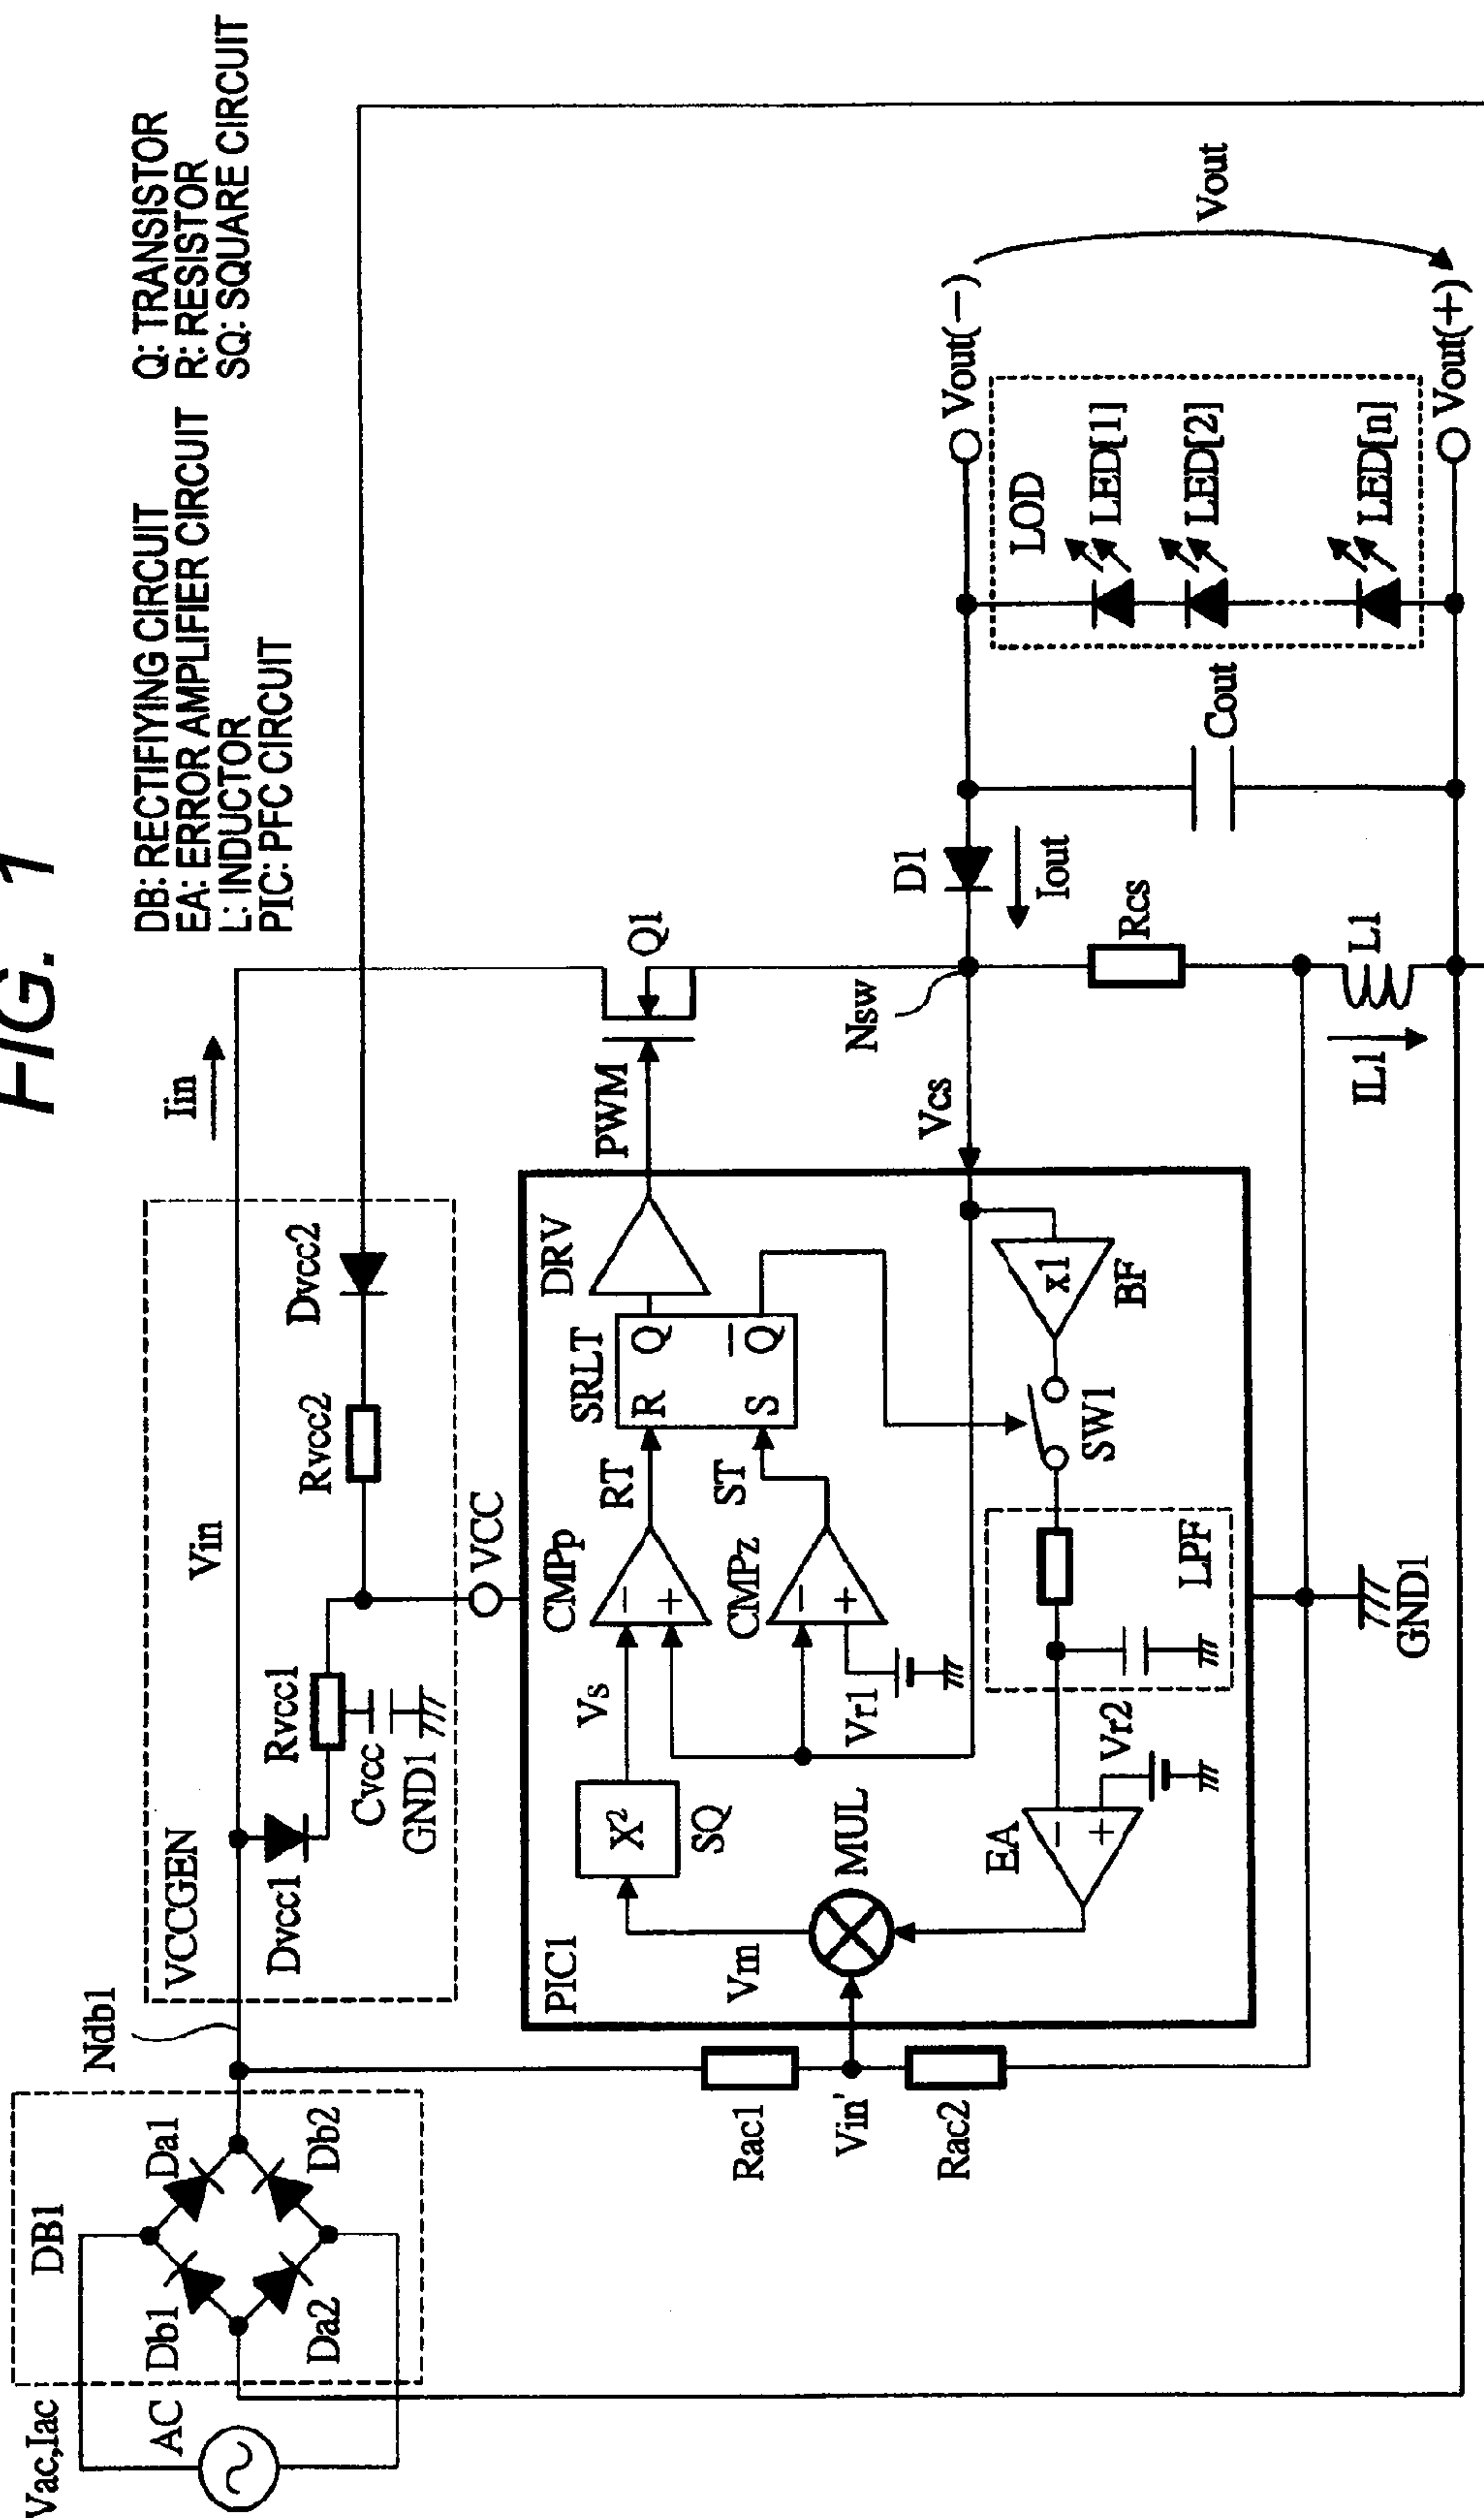 FIG. 1
DB: RECTIFIYING CIRCUIT
EA: ERROR AMPLIFIER CIRCUIT
L: INDUCTOR
PIC: PFC CIRCUIT
Q: TRANSISTOR
R: RESISTOR
SQ: SQUARE CIRCUIT
Vac,Iac
AC
DB1
Da1
Db1
Db2
Da2
Ndb1
VCCGEN
Vin
Iin
Dvcc1
Rvcc1
Cvcc
GND1
Rvcc2
Dvcc2
VCC
PIC1
Rac1
Vin'
Rac2
Vm
MUL
X²
SQ
Vs
CMPp
−
+
RT
CMPz
−
+
ST
Vr1
SRLT
R Q
S Q̅
DRV
PWM
Q1
Nsw
Vcs
EA
−
+
Vr2
LPF
SW1
x1
BF
GND1
D1
Iout
Rcs
L1
IL1
Cout
LOD
LED[1]
LED[2]
LED[n]
Vout(−)
Vout(+)
Vout